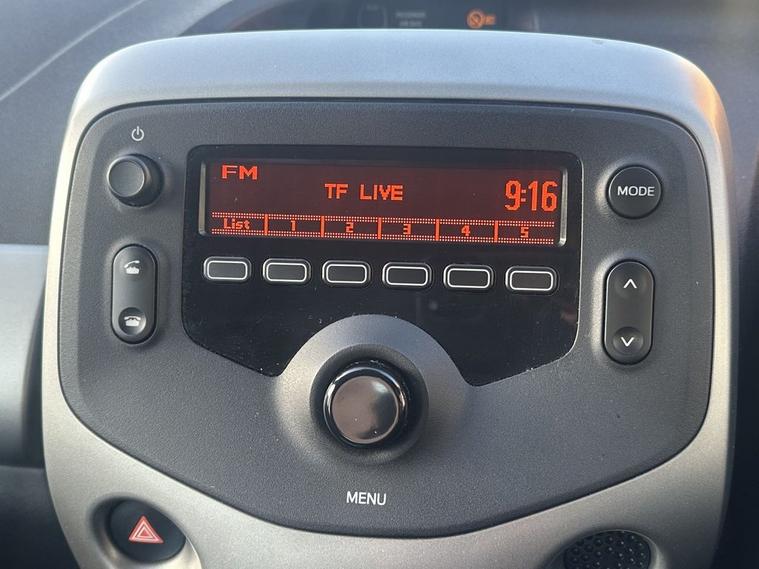 FM
TF LIVE
9:16
List 1 2 3 4 5
MODE
MENU